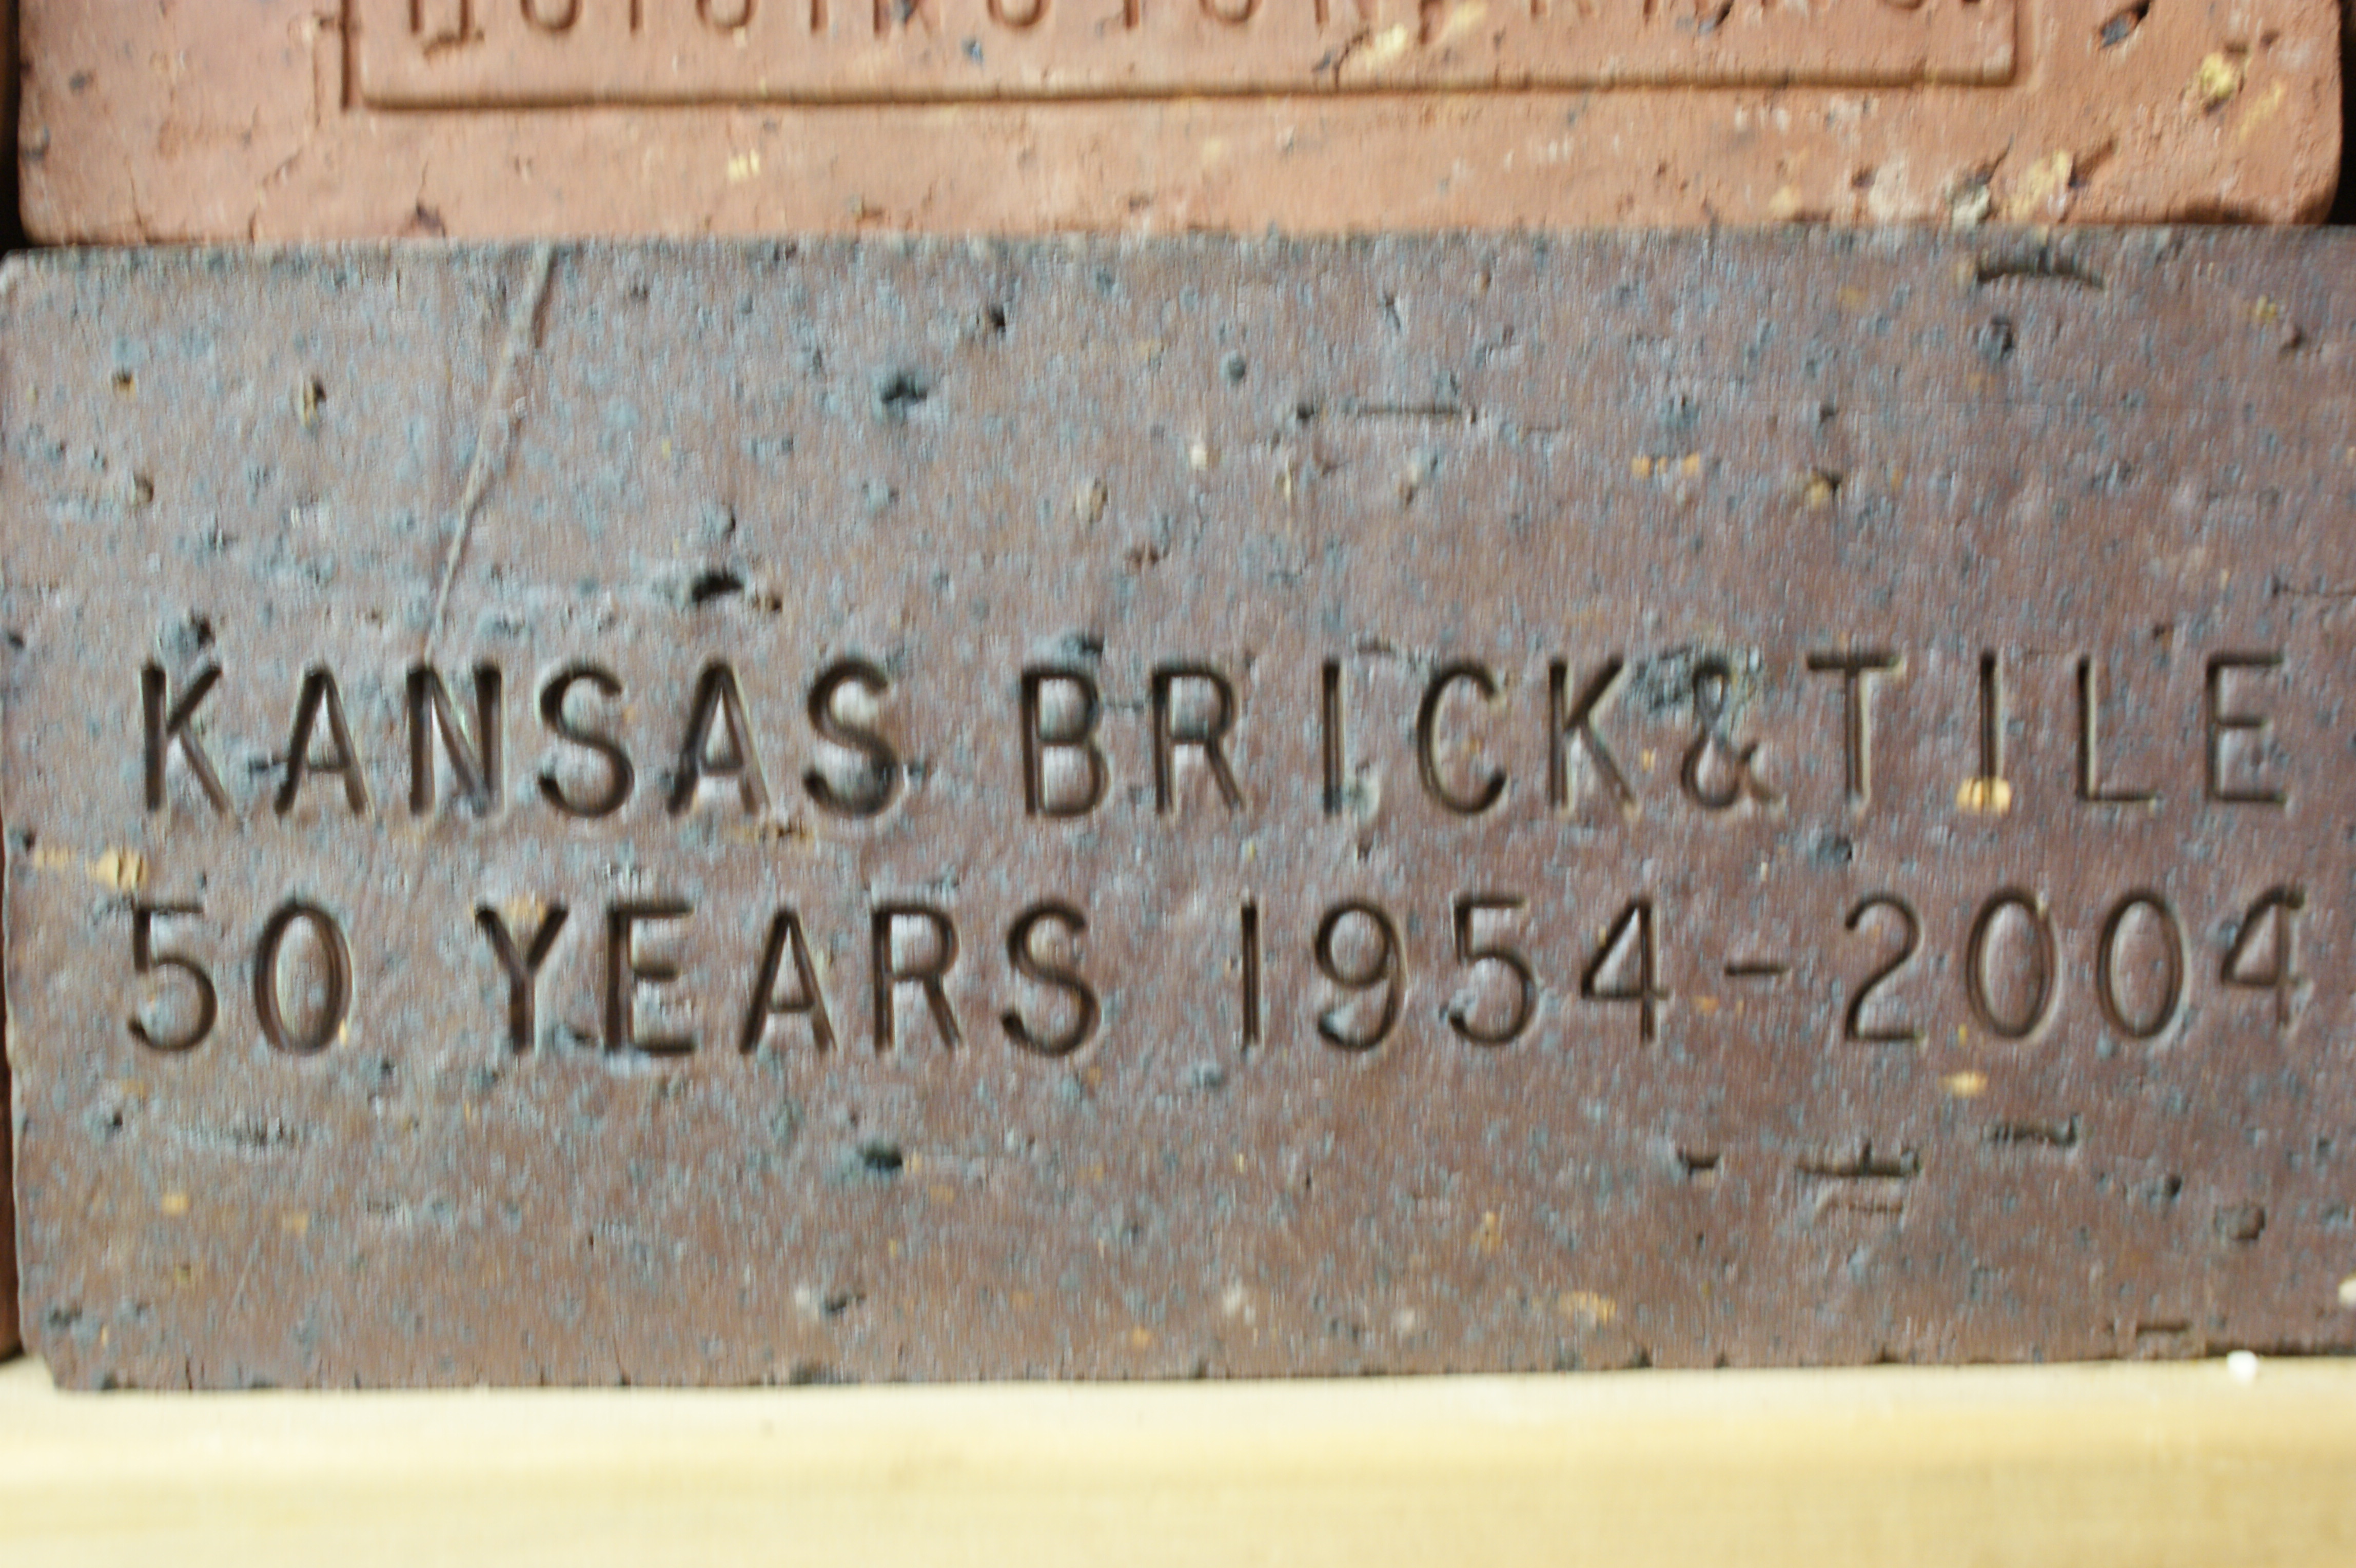 KANSAS BRICK & TILE
50 YEARS 1954-2004